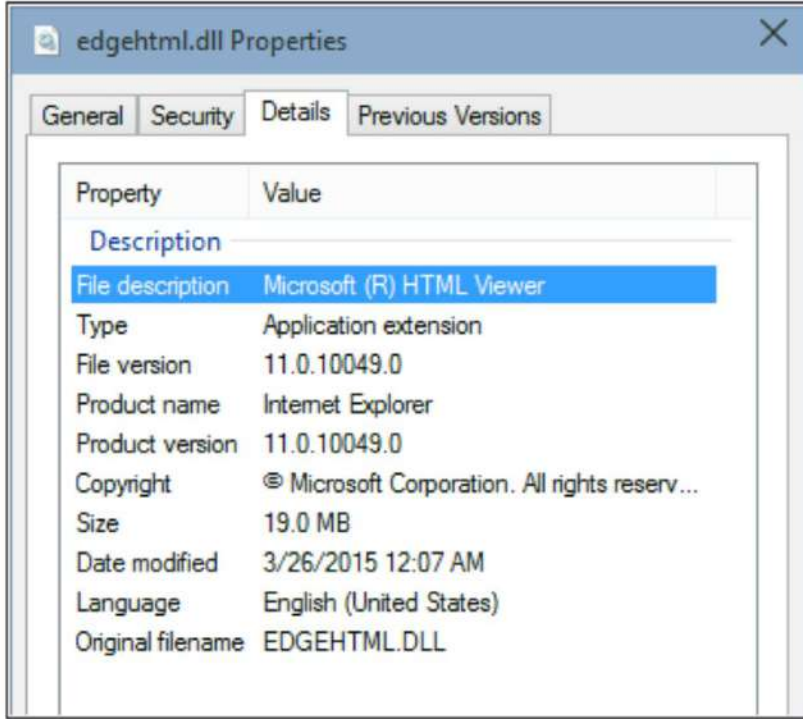 edgehtml.dll Properties
General Security Details Previous Versions
Property Value
Description
File description Microsoft (R) HTML Viewer
Type Application extension
File version 11.0.10049.0
Product name Internet Explorer
Product version 11.0.10049.0
Copyright © Microsoft Corporation. All rights reserv...
Size 19.0 MB
Date modified 3/26/2015 12:07 AM
Language English (United States)
Original filename EDGEHTML.DLL